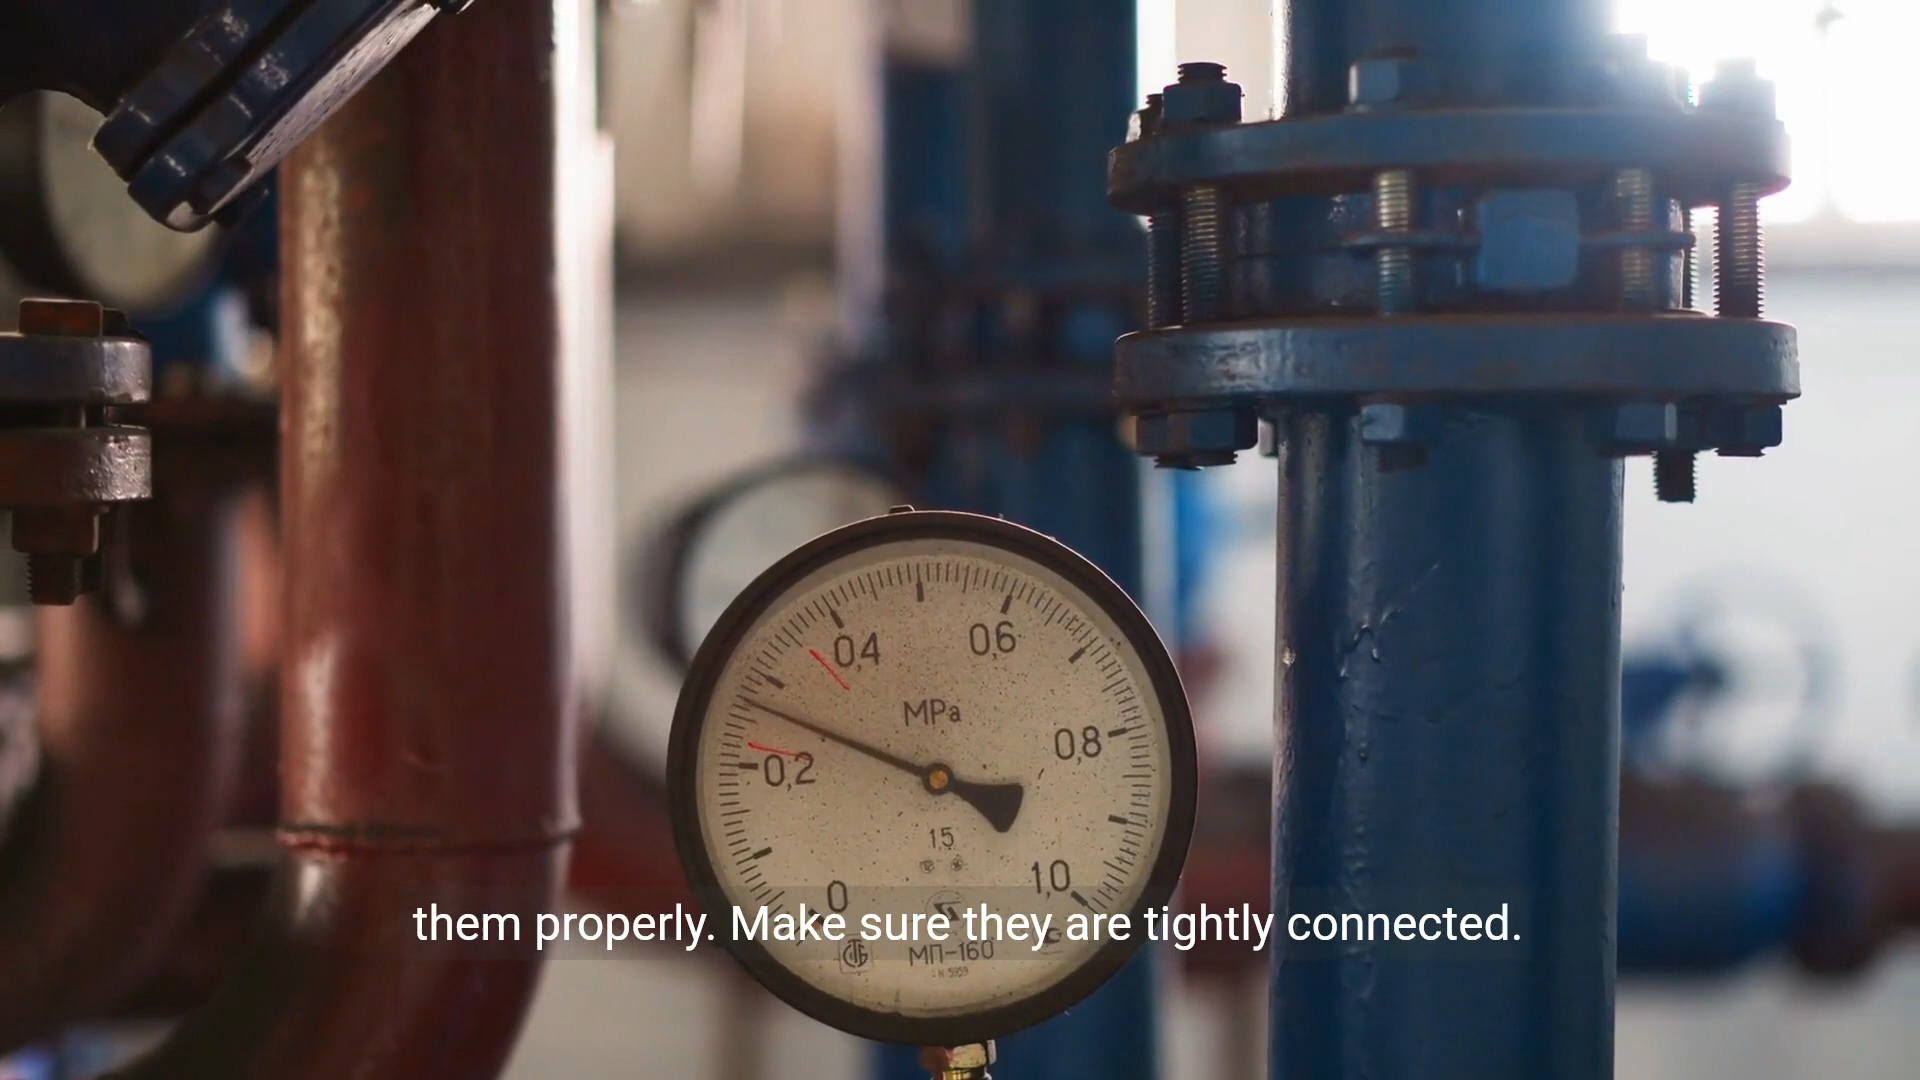 0,4 0,6
MPa
0,2 0,8
1,5
0 1,0
them properly. Make sure they are tightly connected.
МП-160
N 5959